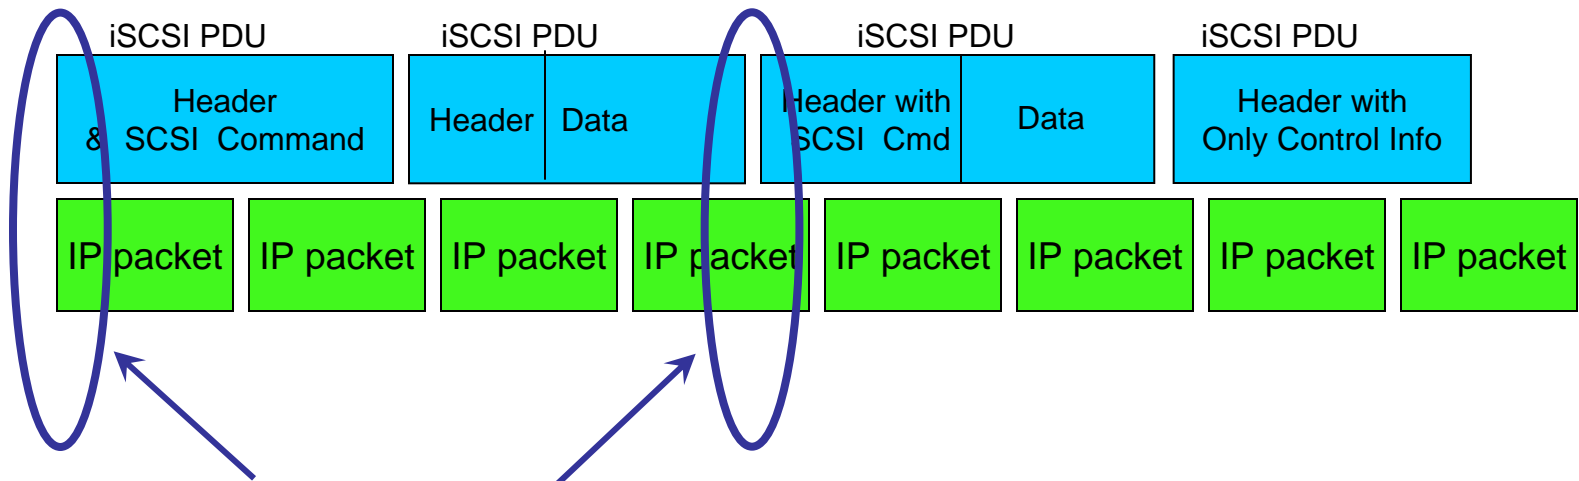 iSCSI PDU
iSCSI PDU
iSCSI PDU
iSCSI PDU
Header
& SCSI Command
Header
Data
Header with
SCSI Cmd
Data
Header with
Only Control Info
IP packet
IP packet
IP packet
IP packet
IP packet
IP packet
IP packet
IP packet